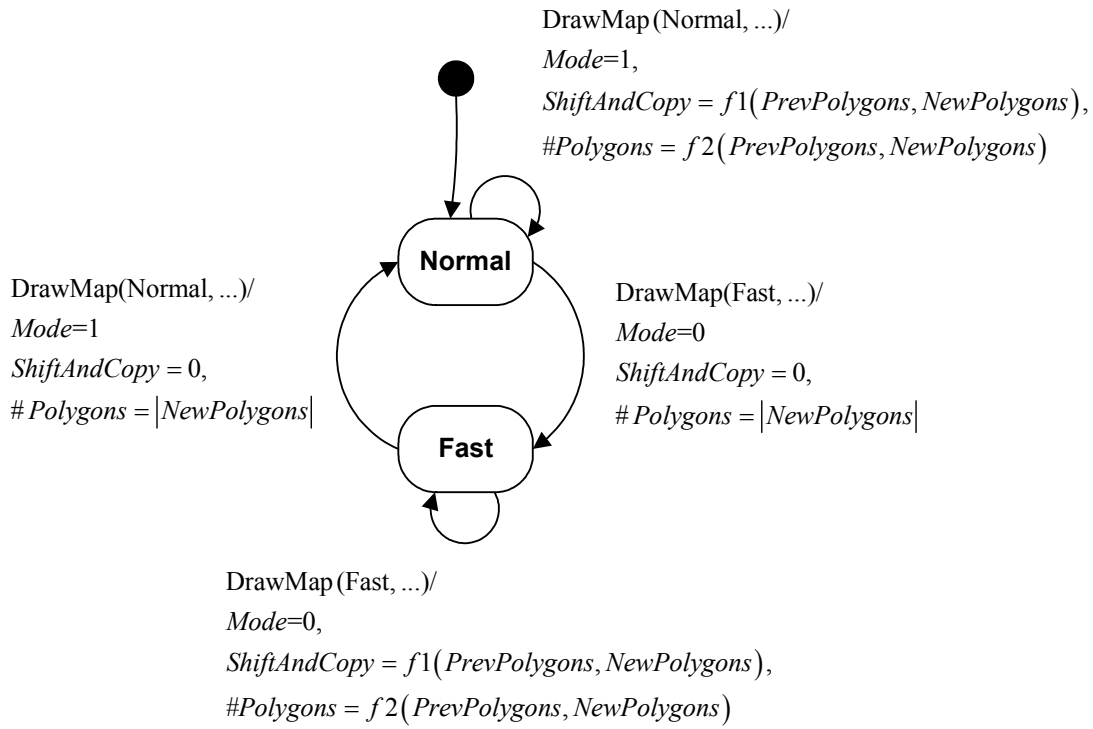 DrawMap (Normal, ...)/
Mode=1,
ShiftAndCopy = f1(PrevPolygons, NewPolygons),
#Polygons = f2(PrevPolygons, NewPolygons)
Normal
DrawMap(Normal, ...)/
Mode=1
ShiftAndCopy = 0,
# Polygons = |NewPolygons|
DrawMap(Fast, ...)/
Mode=0
ShiftAndCopy = 0,
# Polygons = |NewPolygons|
Fast
DrawMap (Fast, ...)/
Mode=0,
ShiftAndCopy = f1(PrevPolygons, NewPolygons),
#Polygons = f2(PrevPolygons, NewPolygons)